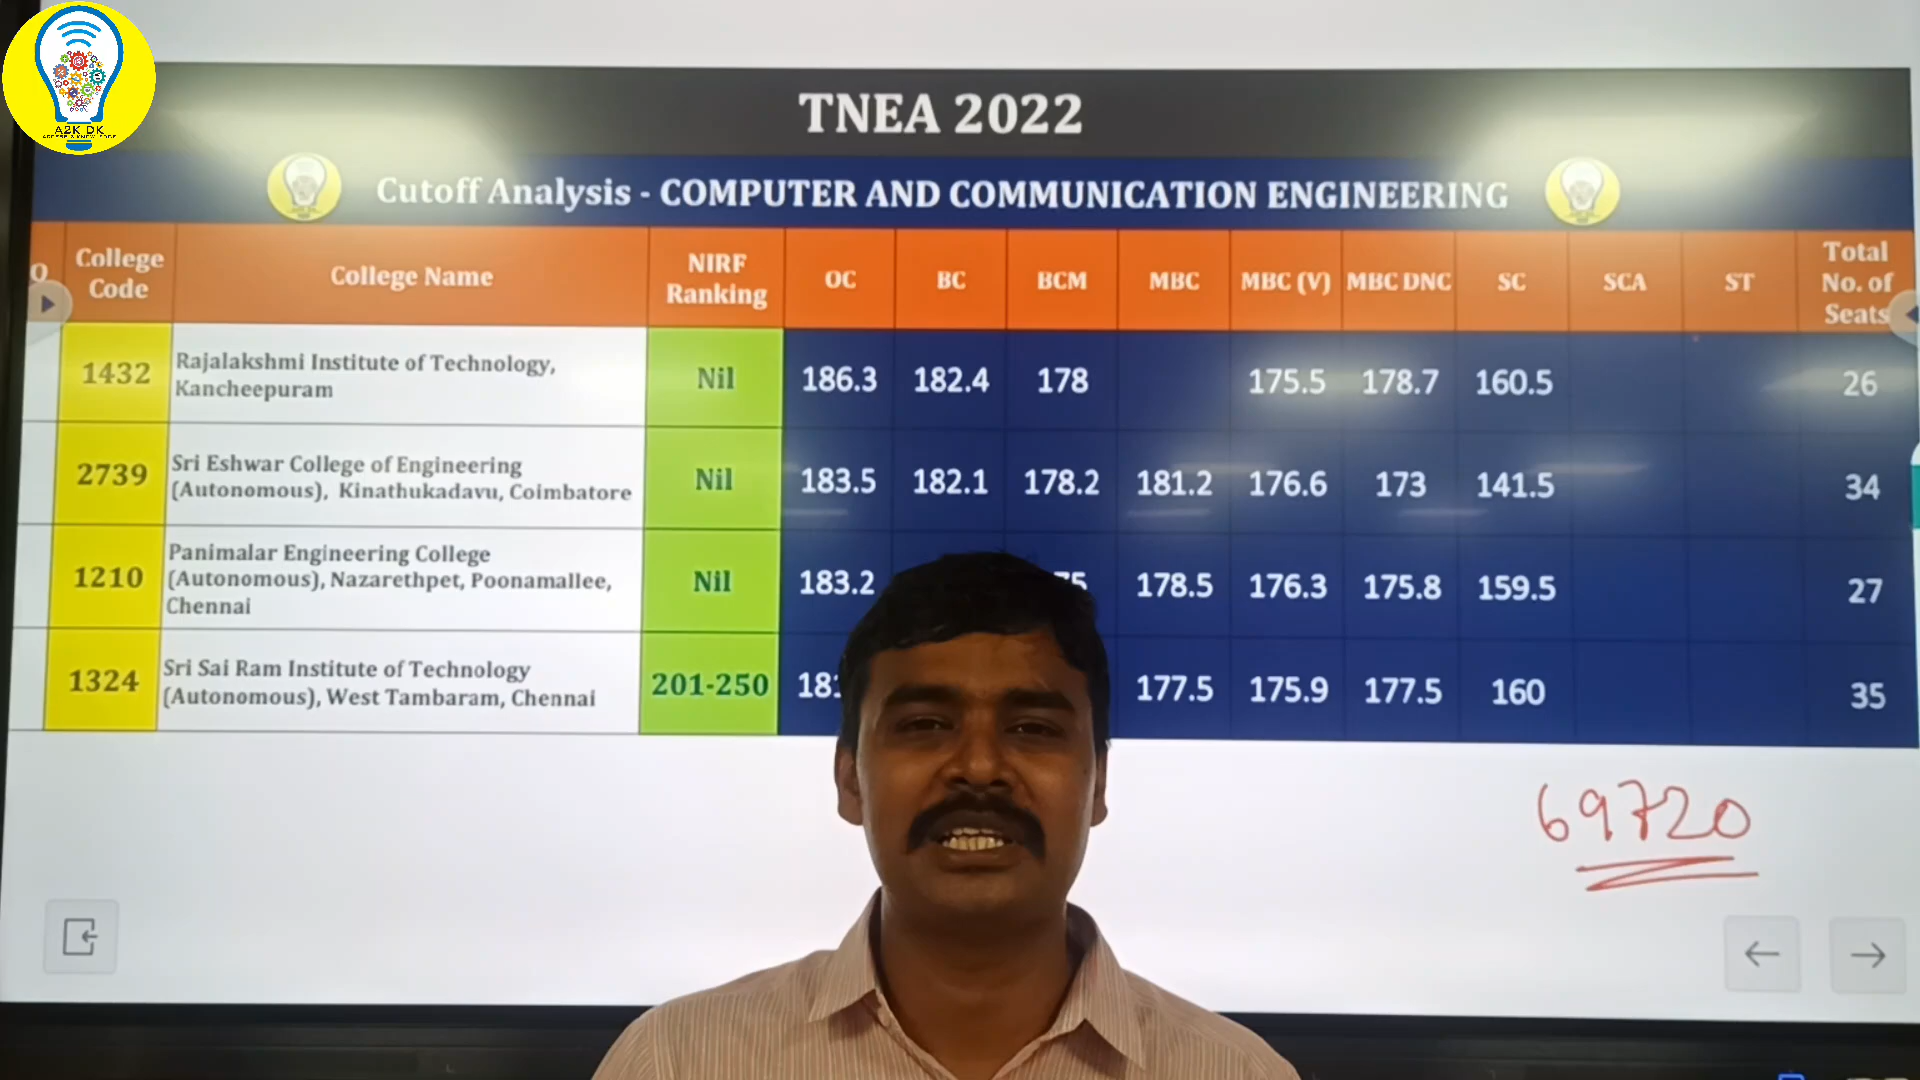 A2K DK
TNEA 2022
Cutoff Analysis - COMPUTER AND COMMUNICATION ENGINEERING
O
College Code
College Name
NIRF Ranking
OC
BC
BCM
MBC
MBC (V)
MBC DNC
SC
SCA
ST
Total No. of Seats
1432
Rajalakshmi Institute of Technology,
Kancheepuram
Nil
186.3
182.4
178
175.5
178.7
160.5
26
2739
Sri Eshwar College of Engineering
(Autonomous), Kinathukadavu, Coimbatore
Nil
183.5
182.1
178.2
181.2
176.6
173
141.5
34
1210
Panimalar Engineering College
(Autonomous), Nazarethpet, Poonamallee,
Chennai
Nil
183.2
178.5
176.3
175.8
159.5
27
1324
Sri Sai Ram Institute of Technology
(Autonomous), West Tambaram, Chennai
201-250
177.5
175.9
177.5
160
35
69720